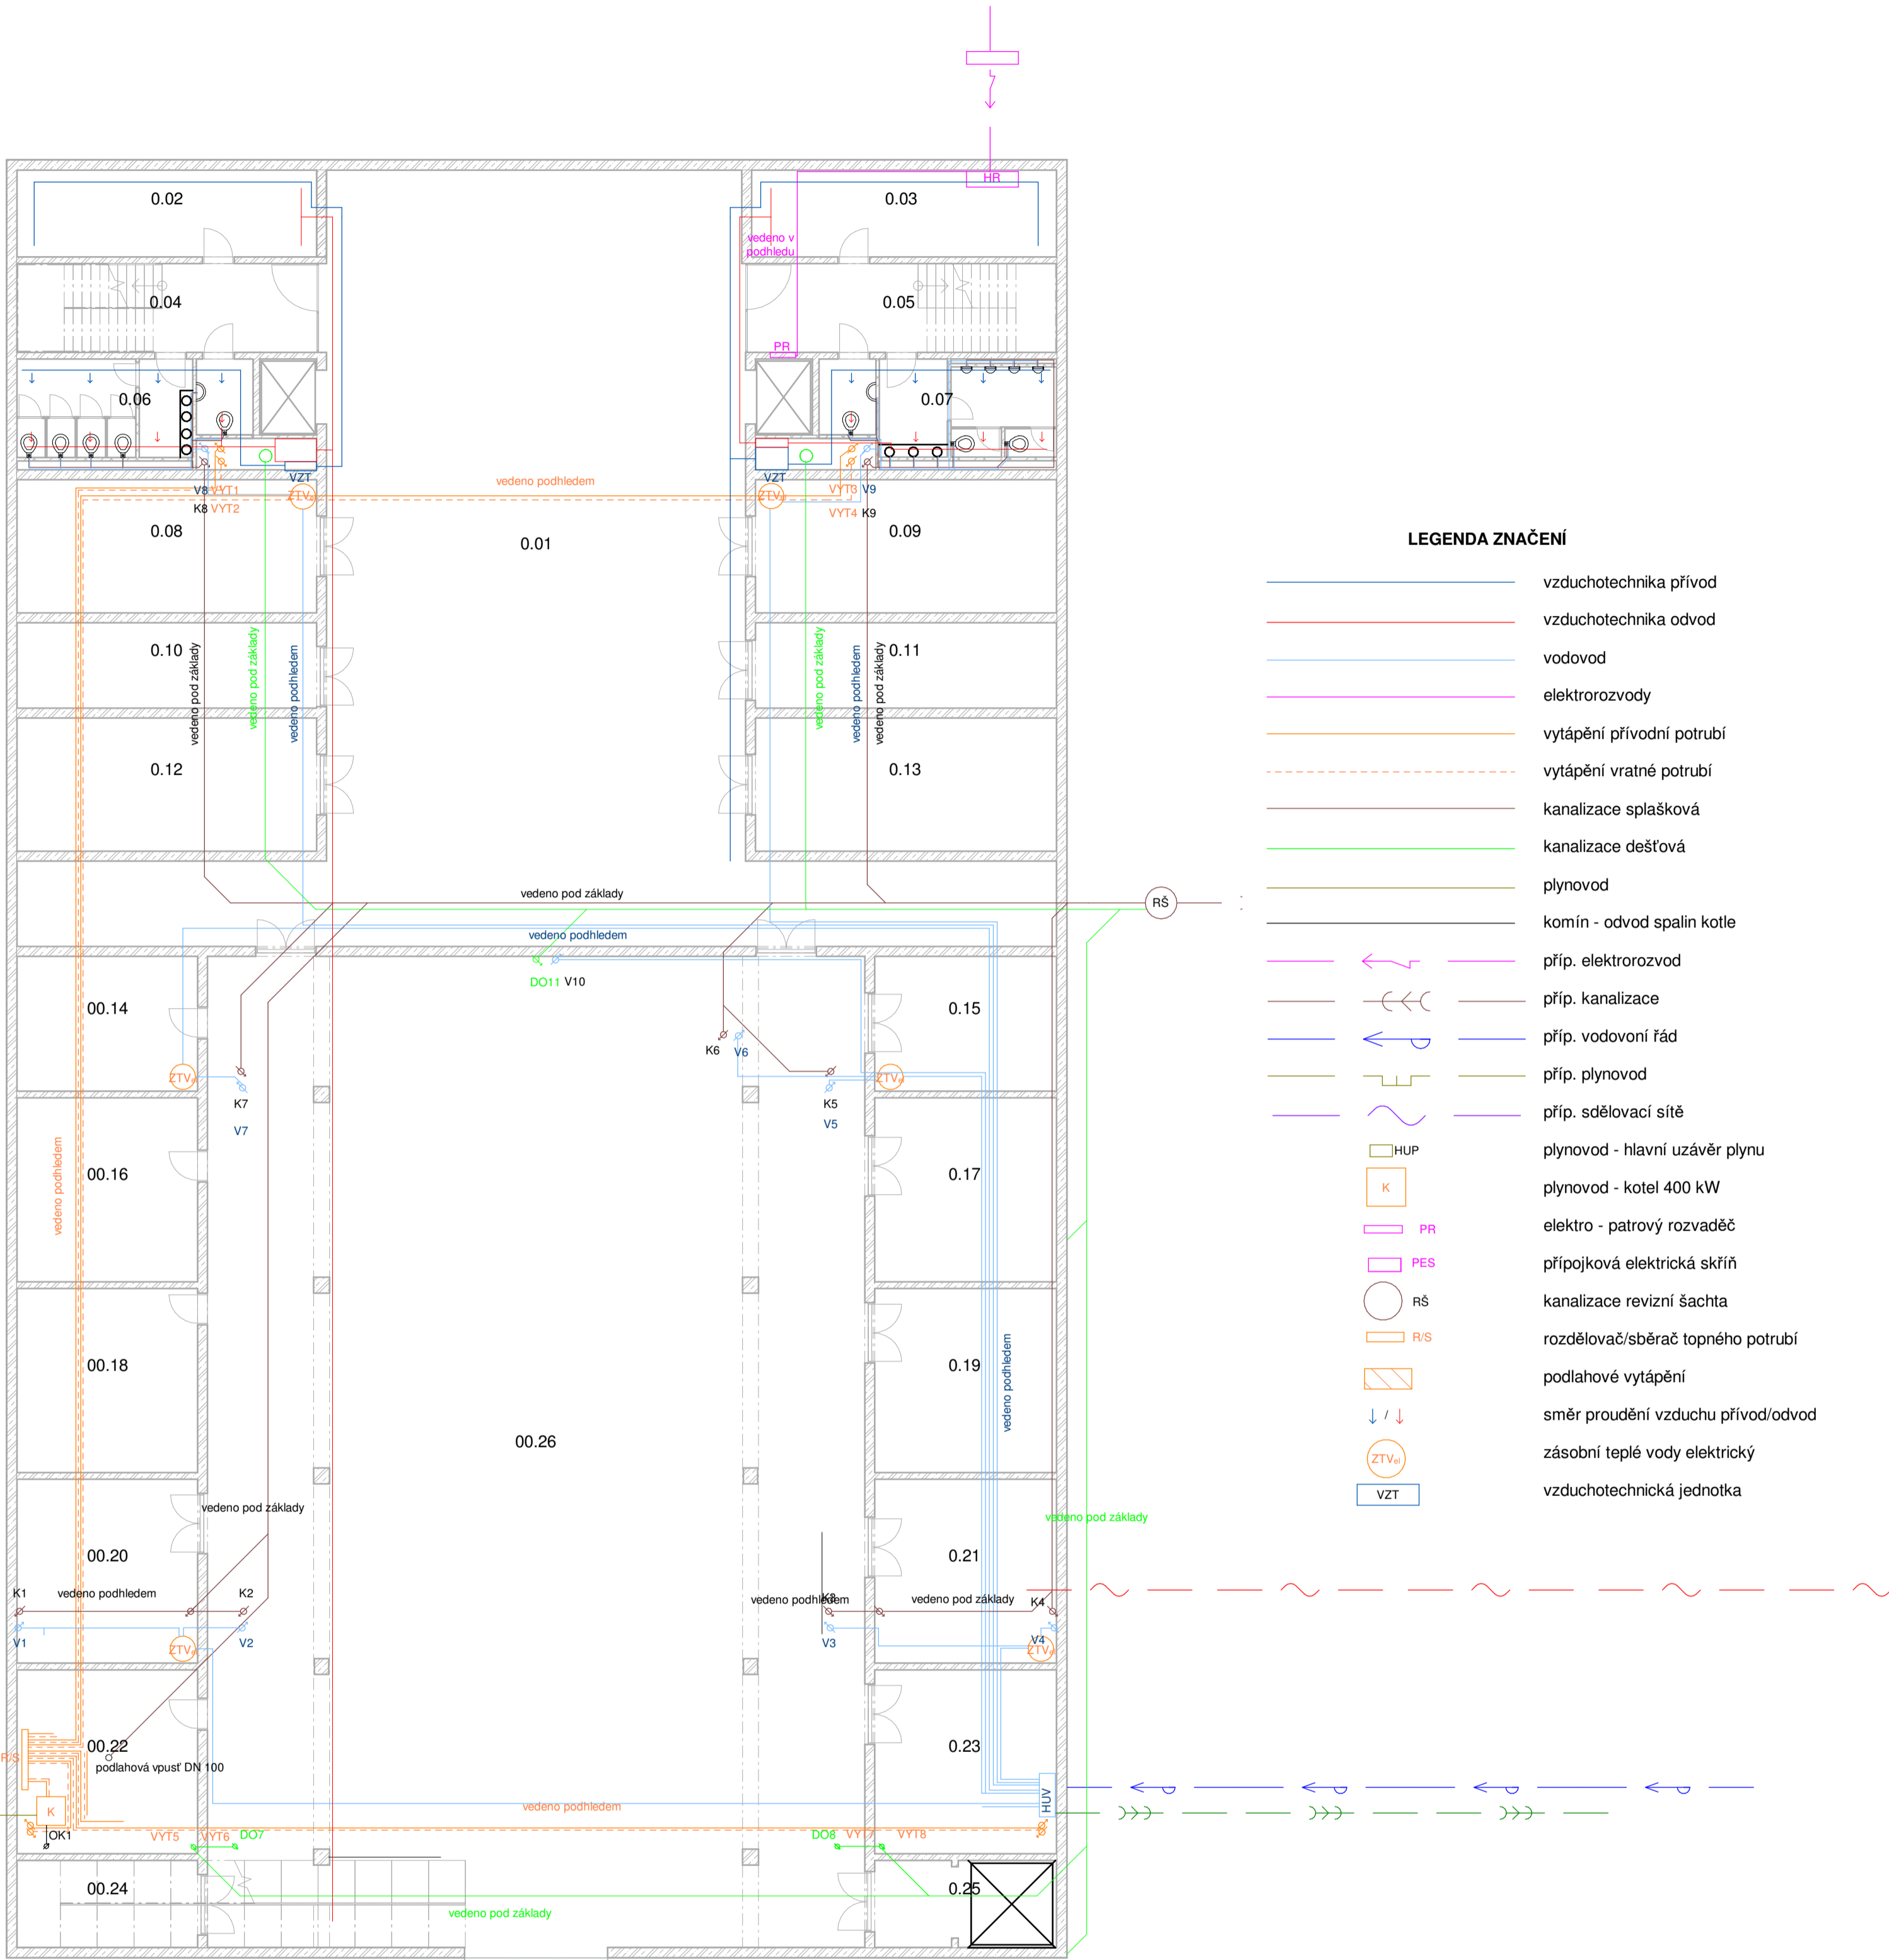 HR
0.02
0.03
vedeno v
podhledu
0.04
0.05
PR
0.06
0.07
VZT
VZT
V8 VYT1
K8 VYT2
ZTVel
vedeno podhledem
ZTVel
VYT3 V9
VYT4 K9
0.08
0.01
0.09
0.10
0.11
vedeno pod základy
vedeno pod základy
vedeno podhledem
vedeno pod základy
vedeno podhledem
vedeno pod základy
0.12
0.13
vedeno pod základy
RŠ
vedeno podhledem
DO11 V10
00.14
0.15
K6 V6
ZTVel
ZTVel
K7
V7
K5
V5
vedeno podhledem
00.16
0.17
00.18
0.19
vedeno podhledem
00.26
vedeno pod základy
vedeno pod základy
00.20
0.21
K1
vedeno podhledem
K2
vedeno podhledem
K3
vedeno pod základy
K4
V1
ZTVel
V2
V3
V4
ZTVel
00.22
0.23
R/S
podlahová vpusť DN 100
K
HUV
vedeno podhledem
OK1
VYT5 VYT6 DO7
DO8 VYT7 VYT8
00.24
0.25
vedeno pod základy
LEGENDA ZNAČENÍ
vzduchotechnika přívod
vzduchotechnika odvod
vodovod
elektrorozvody
vytápění přívodní potrubí
vytápění vratné potrubí
kanalizace splašková
kanalizace dešťová
plynovod
komín - odvod spalin kotle
příp. elektrorozvod
příp. kanalizace
příp. vodovoní řád
příp. plynovod
příp. sdělovací sítě
HUP plynovod - hlavní uzávěr plynu
K plynovod - kotel 400 kW
PR elektro - patrový rozvaděč
PES přípojková elektrická skříň
RŠ kanalizace revizní šachta
R/S rozdělovač/sběrač topného potrubí
podlahové vytápění
/ směr proudění vzduchu přívod/odvod
ZTVel zásobní teplé vody elektrický
VZT vzduchotechnická jednotka